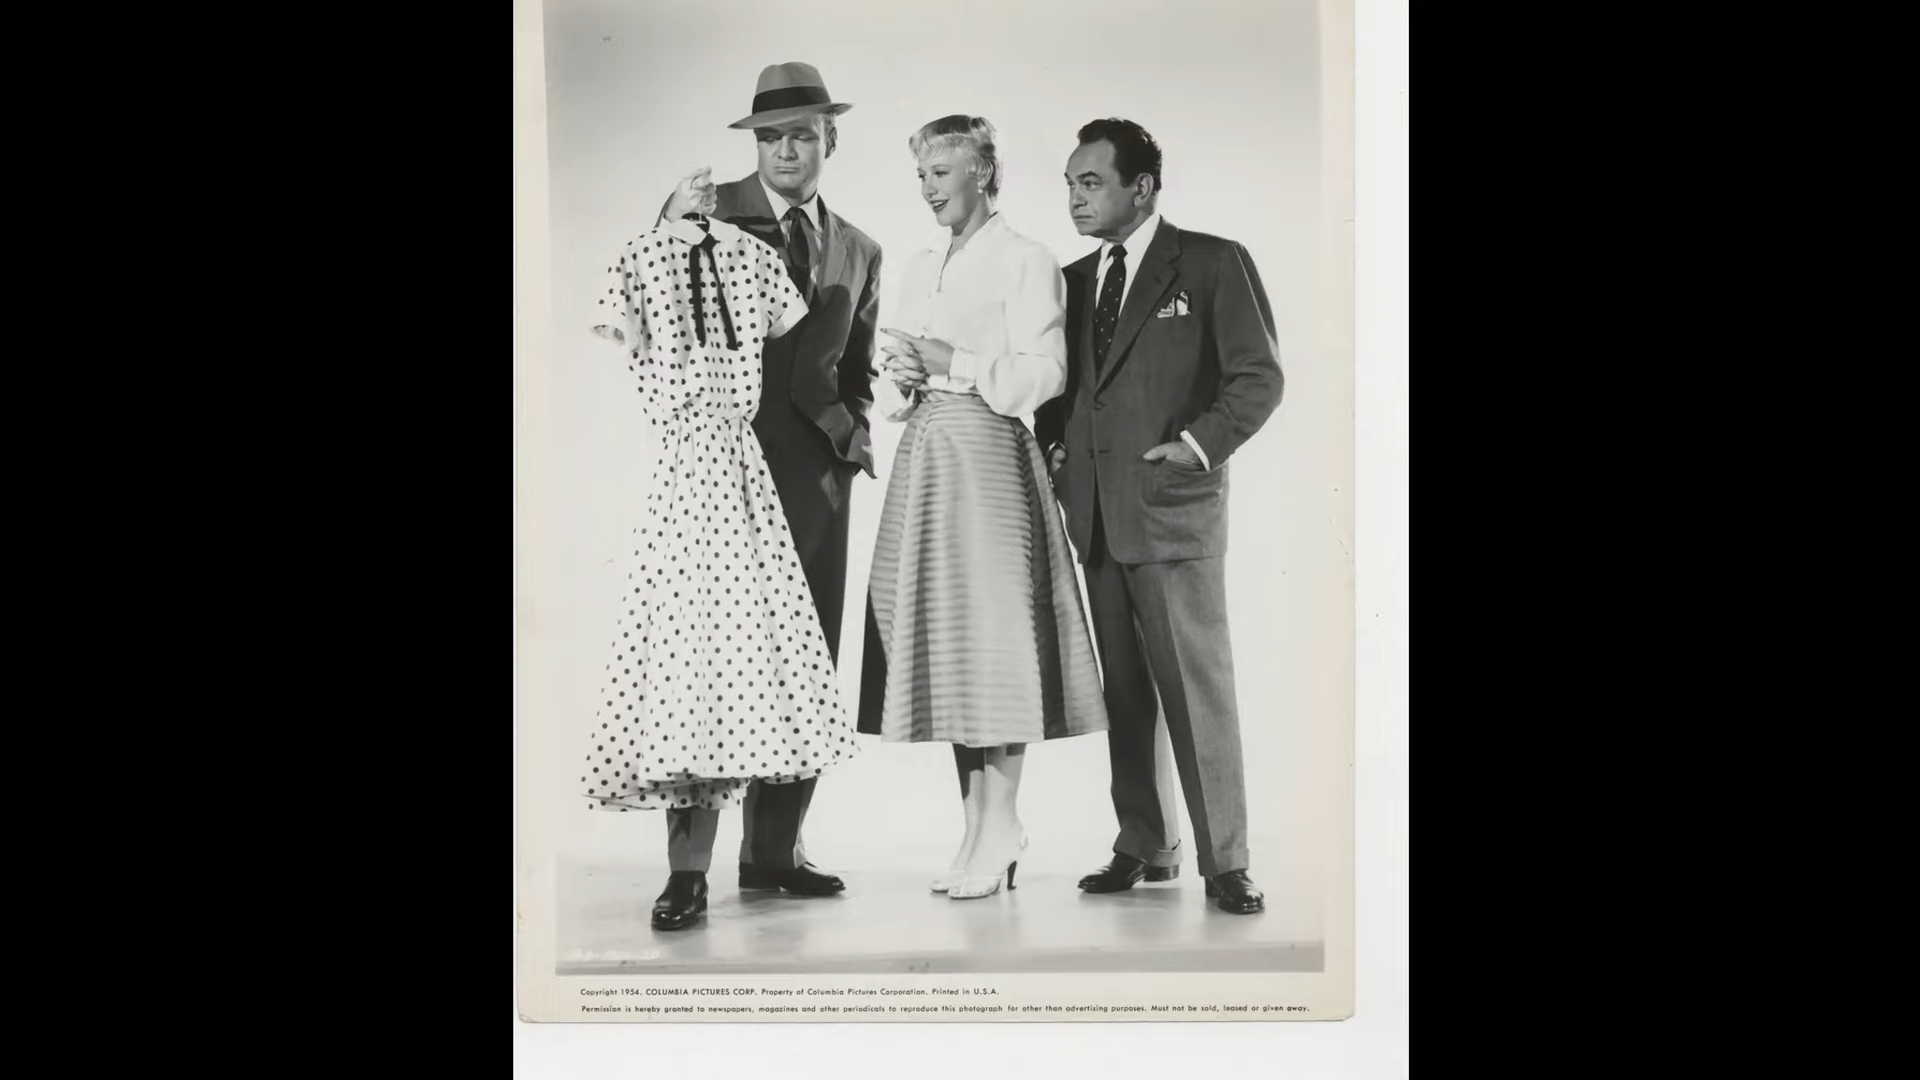 Copyright 1954. COLUMBIA PICTURES CORP. Property of Columbia Pictures Corporation. Printed in U.S.A.
Permission is hereby granted to newspapers, magazines and other periodicals to reproduce this photograph for other than advertising purposes. Must not be sold, leased or given away.